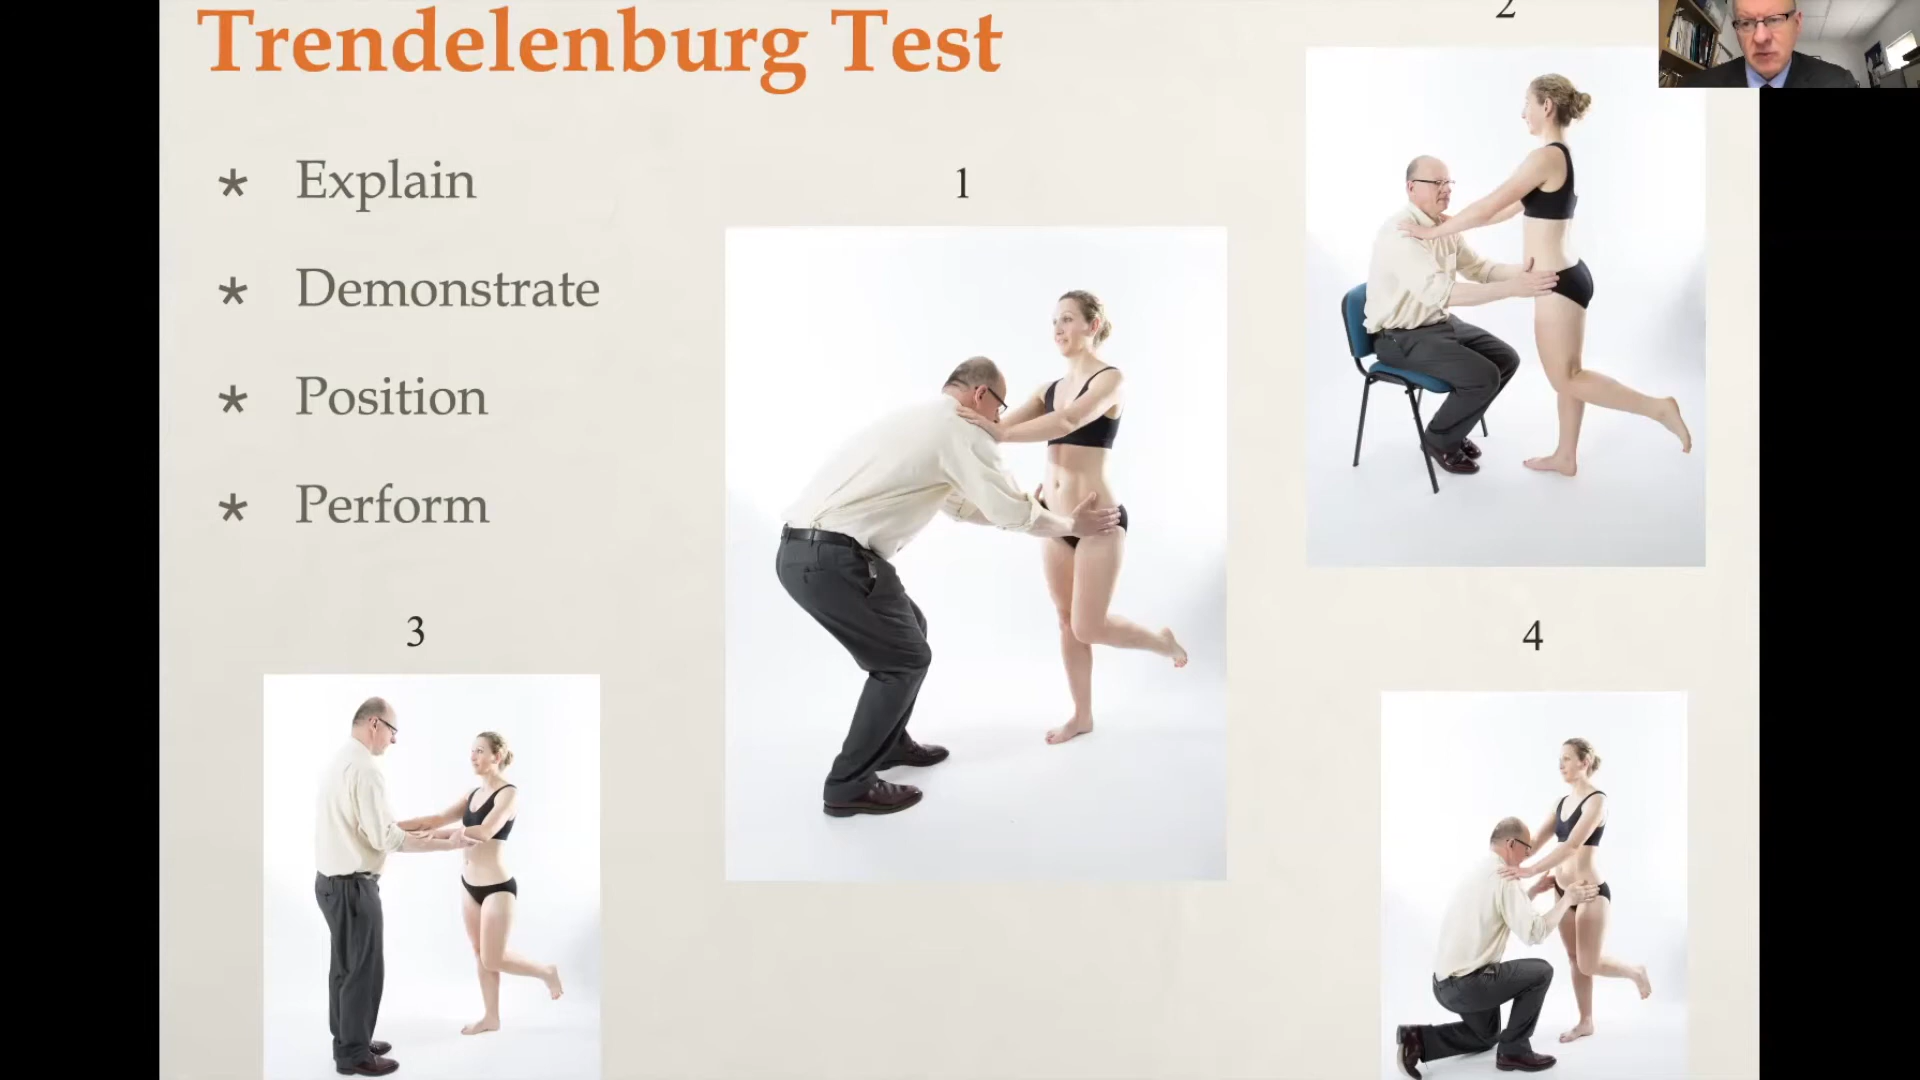 Trendelenburg Test
* Explain
* Demonstrate
* Position
* Perform
1
2
3
4